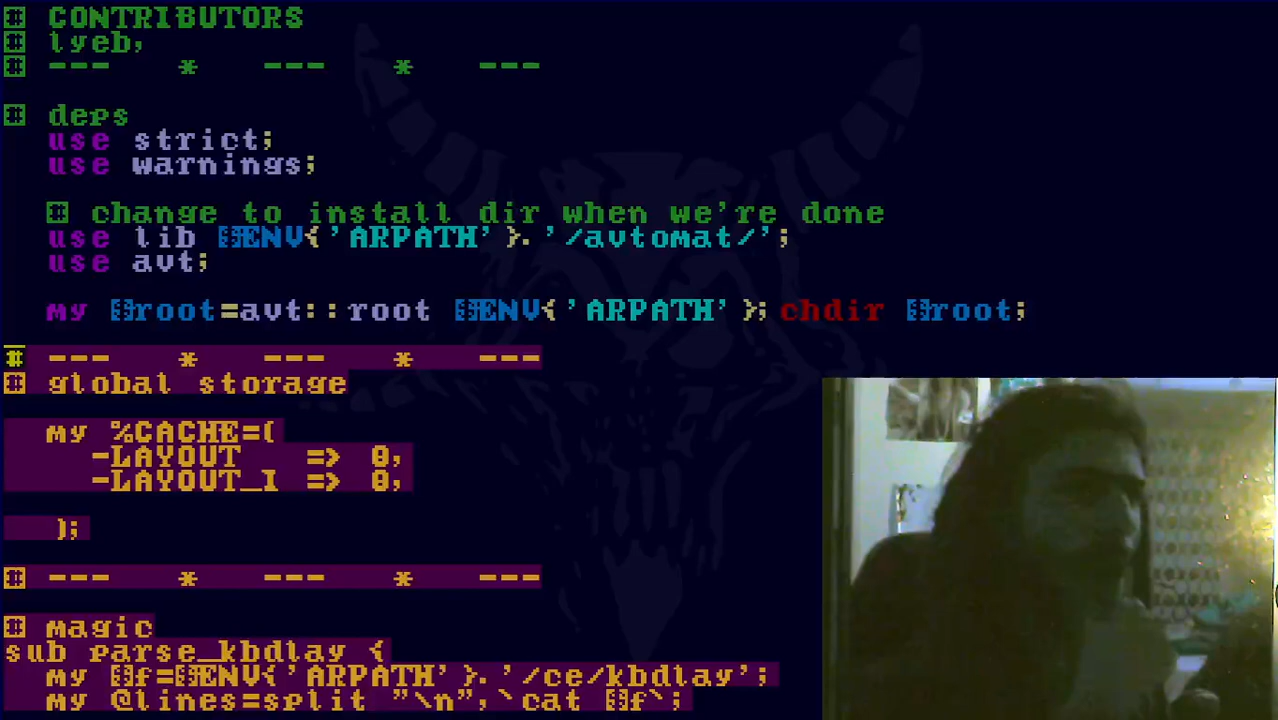 # CONTRIBUTORS
# lyeb,
# ---   *   ---   *   ---
# deps
use strict;
use warnings;
# change to install dir when we're done
use lib $ENV{'ARPATH'}.'/avtomat/';
use avt;
my $root=avt::root $ENV{'ARPATH'}; chdir $root;
# ---   *   ---   *   ---
# global storage
my %CACHE=(
-LAYOUT   => 0,
-LAYOUT_I => 0,
);
# ---   *   ---   *   ---
# magic
sub parse_kbdlay {
my $f=$ENV{'ARPATH'}.'/ce/kbdlay';
my @lines=split "\n",`cat $f`;